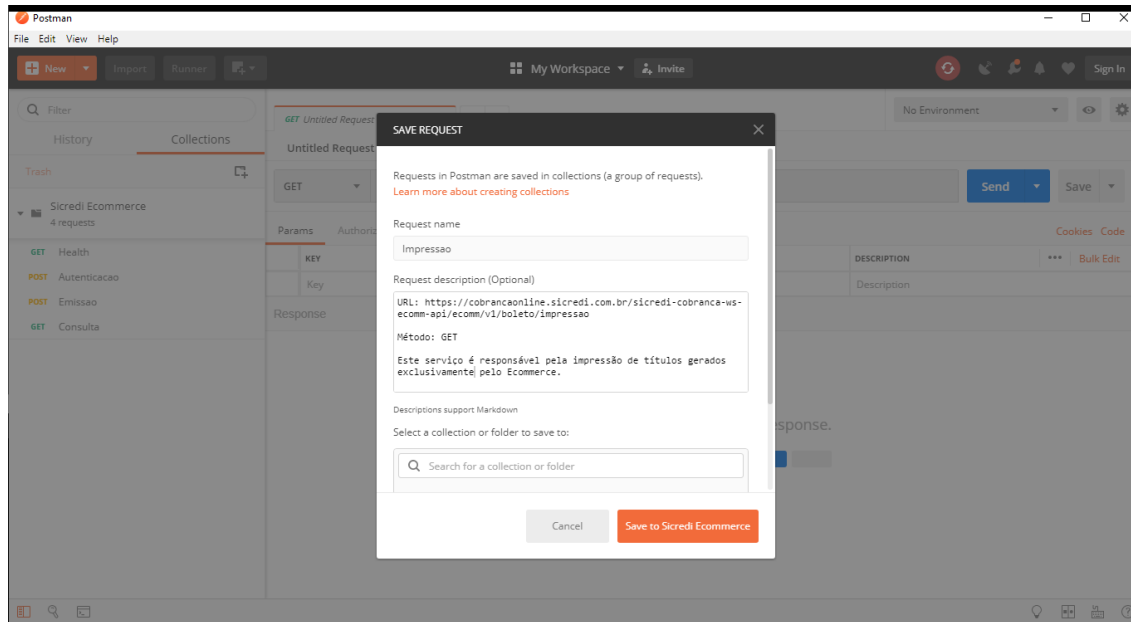 Postman
File Edit View Help
New Import Runner My Workspace Invite Sign In
Filter
History Collections
Trash
Sicredi Ecommerce
4 requests
GET Health
POST Autenticacao
POST Emissao
GET Consulta
GET Untitled Request
No Environment
Untitled Request
GET Send Save
Params Authoriz Cookies Code
KEY DESCRIPTION Bulk Edit
Key Description
Response
esponse.
SAVE REQUEST
Requests in Postman are saved in collections (a group of requests).
Learn more about creating collections
Request name
Impressao
Request description (Optional)
URL: https://cobrancaonline.sicredi.com.br/sicredi-cobranca-ws-
ecomm-api/ecomm/v1/boleto/impressao
Método: GET
Este serviço é responsável pela impressão de títulos gerados
exclusivamente pelo Ecommerce.
Descriptions support Markdown
Select a collection or folder to save to:
Search for a collection or folder
Cancel Save to Sicredi Ecommerce